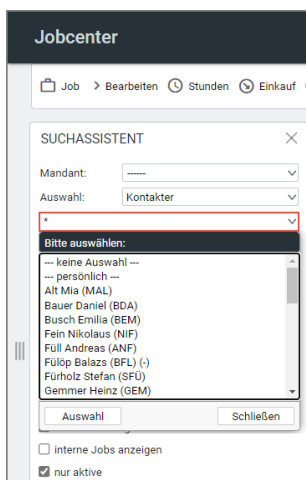 Jobcenter
Job > Bearbeiten Stunden Einkauf
SUCHASSISTENT
Mandant: ------
Auswahl: Kontakter
*
Bitte auswählen:
--- keine Auswahl ---
--- persönlich ---
Alt Mia (MAL)
Bauer Daniel (BDA)
Busch Emilia (BEM)
Fein Nikolaus (NIF)
Füll Andreas (ANF)
Fülöp Balazs (BFL) (-)
Fürholz Stefan (SFÜ)
Gemmer Heinz (GEM)
Auswahl Schließen
interne Jobs anzeigen
nur aktive